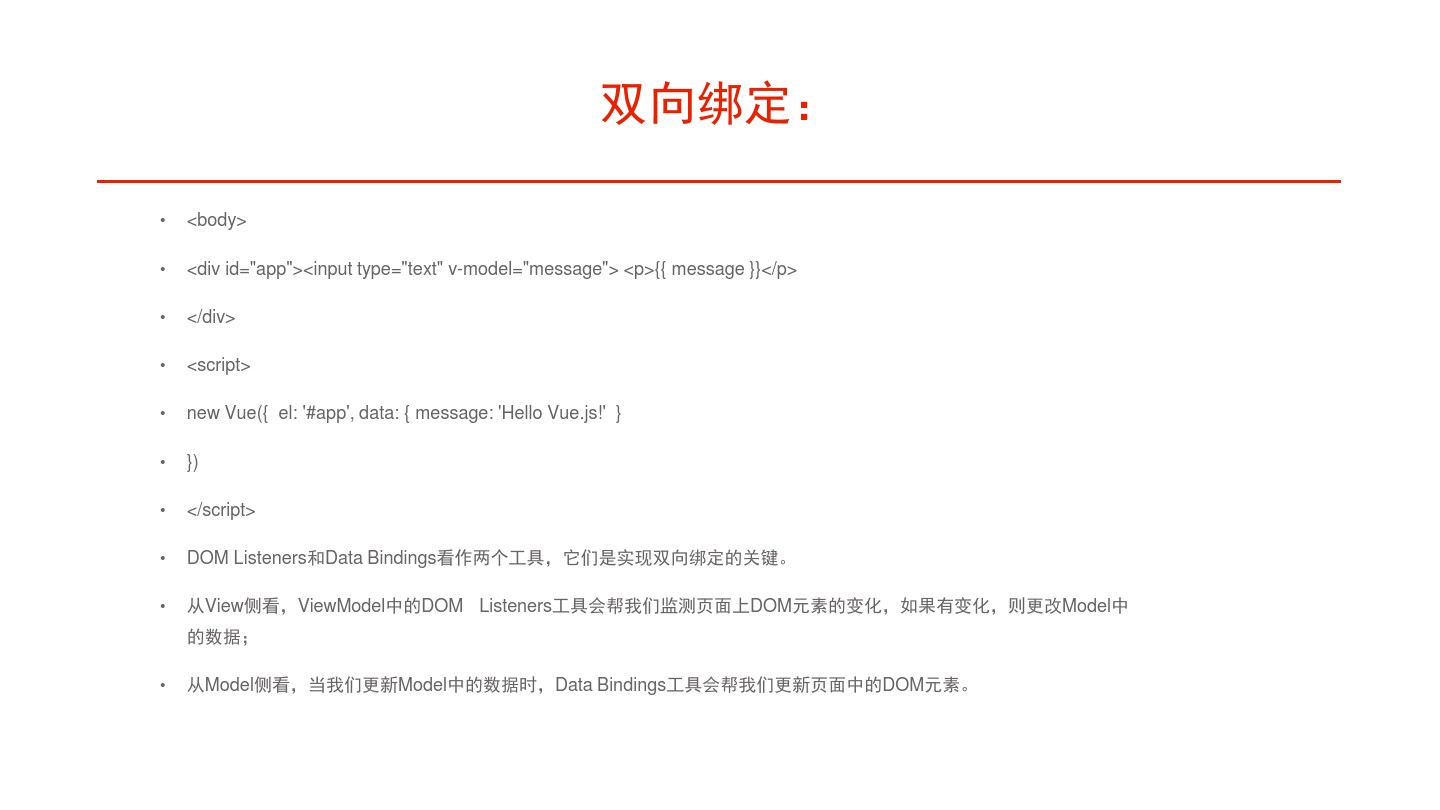 双向绑定：
• <body>
• <div id="app"><input type="text" v-model="message"> <p>{{ message }}</p>
• </div>
• <script>
• new Vue({  el: '#app', data: { message: 'Hello Vue.js!'  }
• })
• </script>
• DOM Listeners和Data Bindings看作两个工具，它们是实现双向绑定的关键。
• 从View侧看，ViewModel中的DOM   Listeners工具会帮我们监测页面上DOM元素的变化，如果有变化，则更改Model中
的数据；
• 从Model侧看，当我们更新Model中的数据时，Data Bindings工具会帮我们更新页面中的DOM元素。